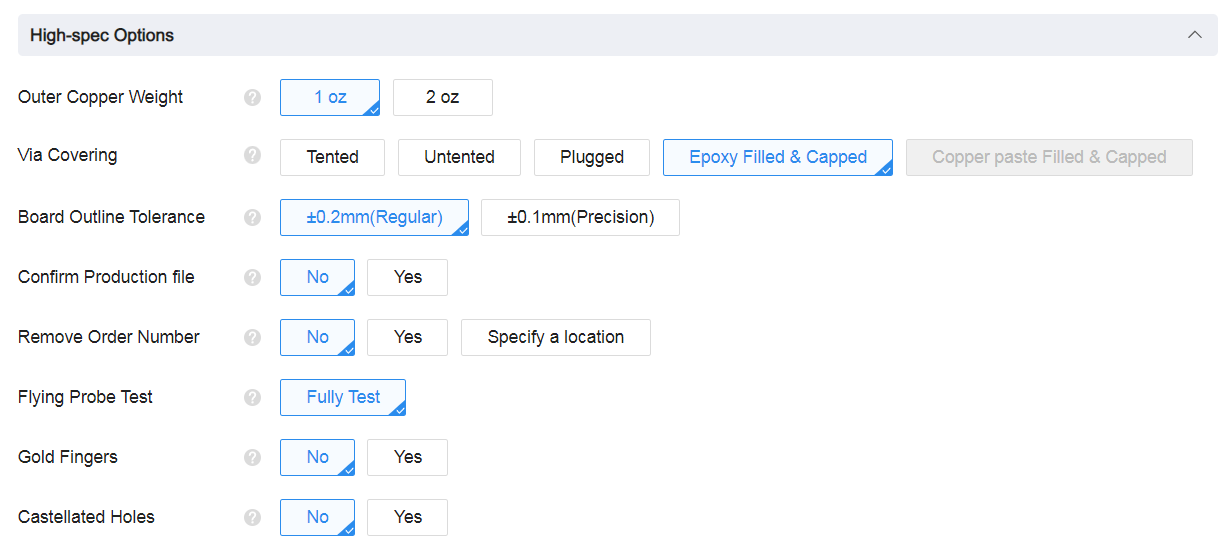 High-spec Options
Outer Copper Weight ? 1 oz 2 oz
Via Covering ? Tented Untented Plugged Epoxy Filled & Capped Copper paste Filled & Capped
Board Outline Tolerance ? ±0.2mm(Regular) ±0.1mm(Precision)
Confirm Production file ? No Yes
Remove Order Number ? No Yes Specify a location
Flying Probe Test ? Fully Test
Gold Fingers ? No Yes
Castellated Holes ? No Yes